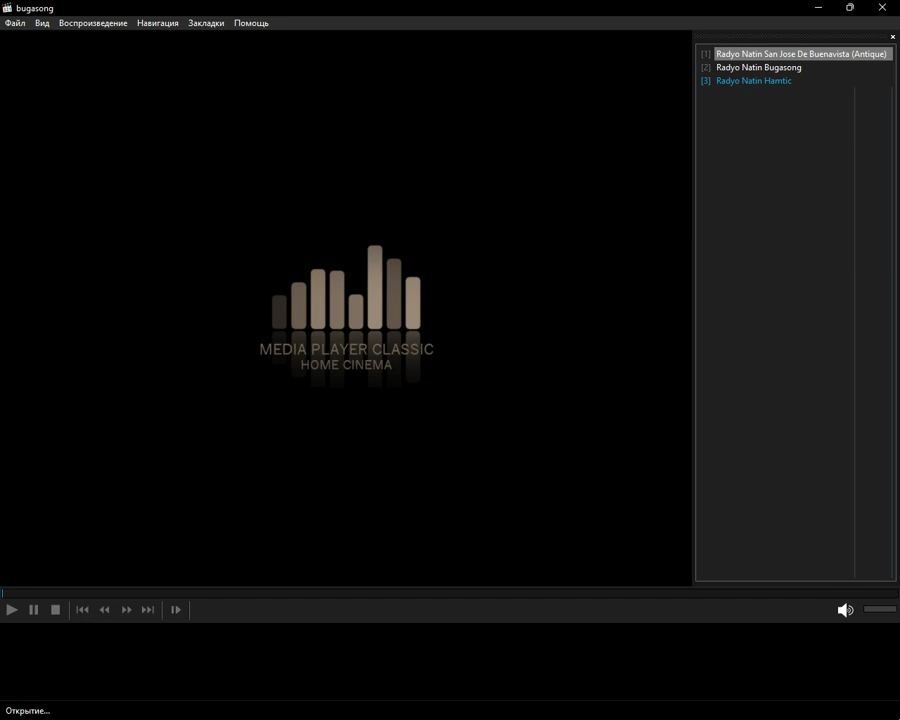 bugasong
Файл Вид Воспроизведение Навигация Закладки Помощь
[1] Radyo Natin San Jose De Buenavista (Antique)
[2] Radyo Natin Bugasong
[3] Radyo Natin Hamtic
MEDIA PLAYER CLASSIC
HOME CINEMA
Открытие...